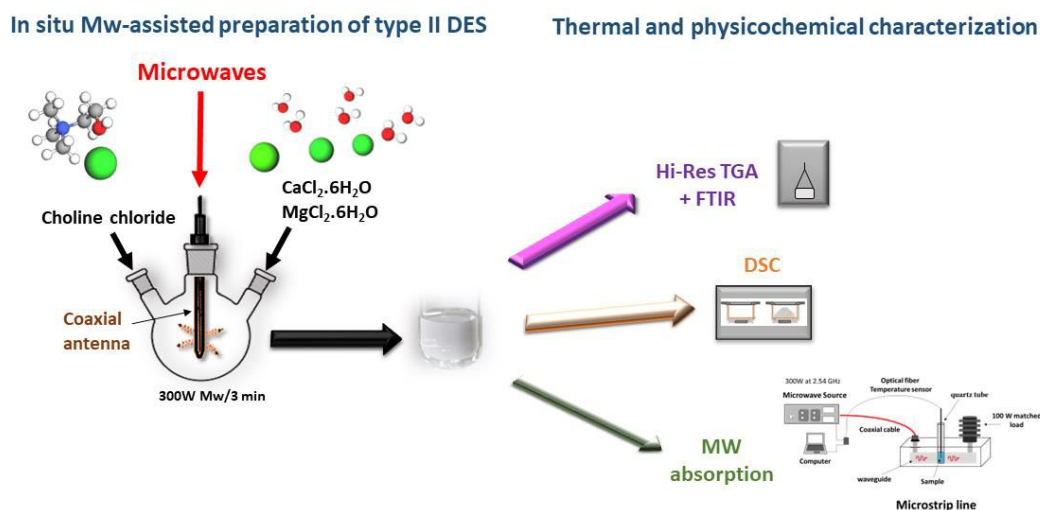 In situ Mw-assisted preparation of type II DES
Thermal and physicochemical characterization
Microwaves
CaCl₂.6H₂O
MgCl₂.6H₂O
Choline chloride
Coaxial
antenna
300W Mw/3 min
Hi-Res TGA
+ FTIR
DSC
MW
absorption
300W at 2.54 GHz
Microwave Source
Optical fiber
Temperature sensor
quartz tube
100 W matched
load
Coaxial cable
Computer
waveguide
Sample
Microstrip line